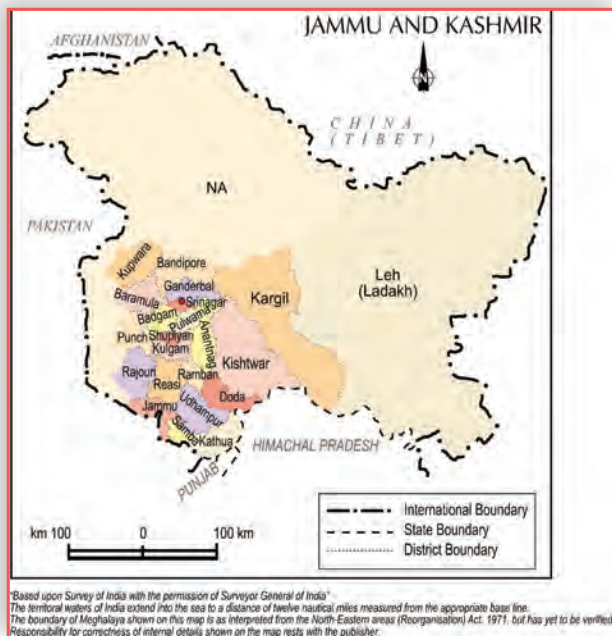 JAMMU AND KASHMIR
AFGHANISTAN
N
CHINA
(TIBET)
NA
PAKISTAN
Kupwara
Bandipore
Ganderbal
Leh
(Ladakh)
Kargil
Baramula
Srinagar
Badgam
Pulwama
Anantnag
Punch
Shupiyan
Kulgam
Kishtwar
Rajouri
Ramban
Reasi
Doda
Jammu
Udhampur
Samba
Kathua
HIMACHAL PRADESH
PUNJAB
International Boundary
State Boundary
District Boundary
km 100 0 100 km
"Based upon Survey of India with the permission of Surveyor General of India"
The territorial waters of India extend into the sea to a distance of twelve nautical miles measured from the appropriate base line.
The boundary of Meghalaya shown on this map is as interpreted from the North-Eastern areas (Reorganisation) Act. 1971, but has yet to be verified
Responsibility for correctness of internal details shown on the map rests with the publisher.